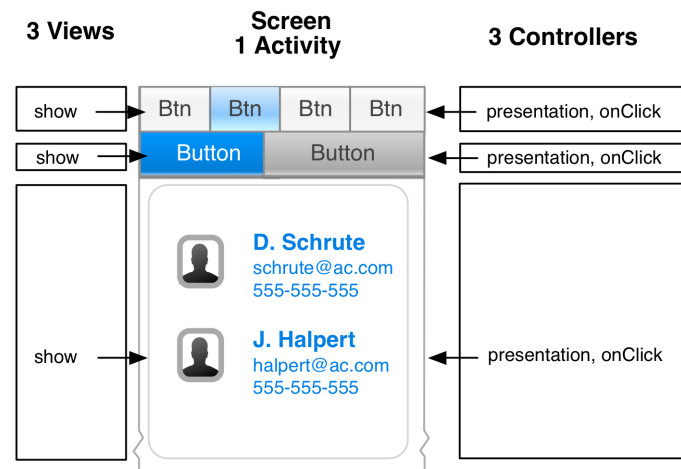 3 Views
Screen
1 Activity
3 Controllers
show
Btn Btn Btn Btn
presentation, onClick
show
Button Button
presentation, onClick
D. Schrute
schrute@ac.com
555-555-555
show
J. Halpert
halpert@ac.com
555-555-555
presentation, onClick